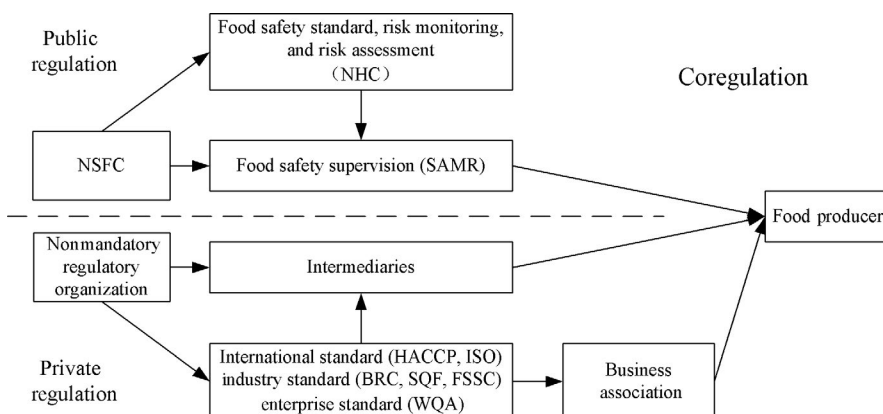 Public
regulation
Food safety standard, risk monitoring,
and risk assessment
（NHC）
Coregulation
NSFC
Food safety supervision (SAMR)
Food producer
Nonmandatory
regulatory
organization
Intermediaries
Private
regulation
International standard (HACCP, ISO)
industry standard (BRC, SQF, FSSC)
enterprise standard (WQA)
Business
association